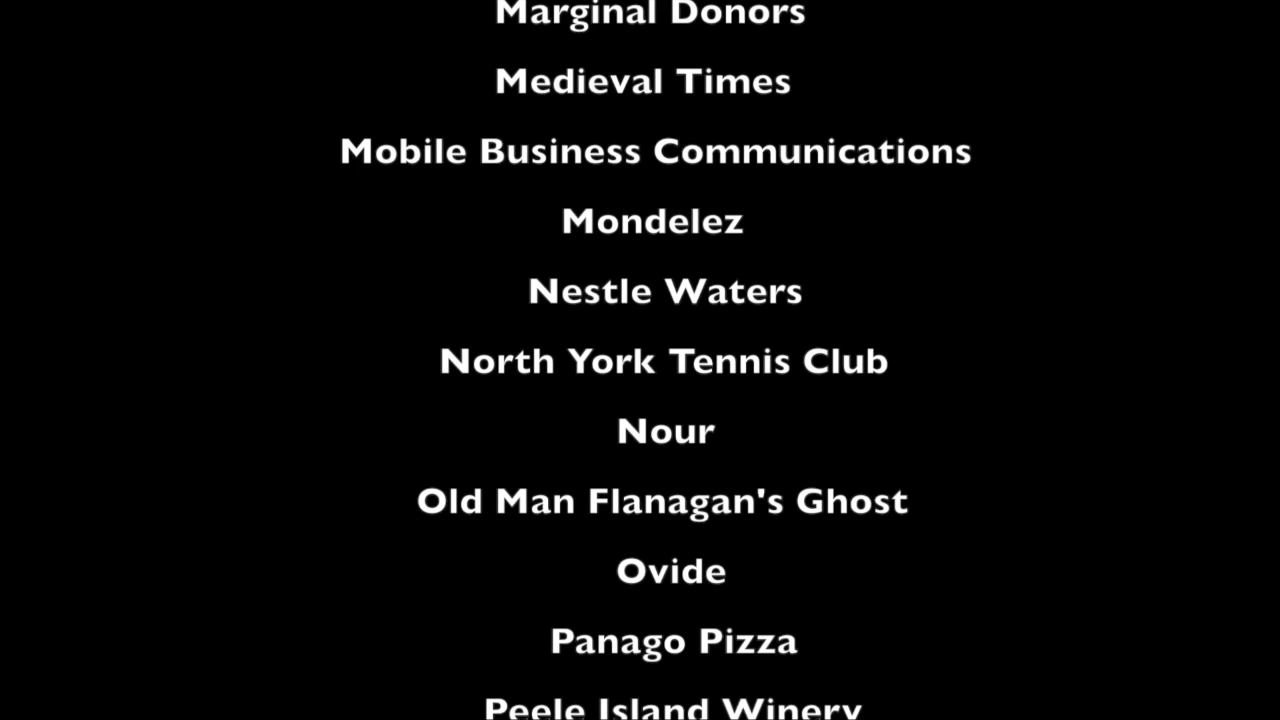 Marginal Donors
Medieval Times
Mobile Business Communications
Mondelez
Nestle Waters
North York Tennis Club
Nour
Old Man Flanagan's Ghost
Ovide
Panago Pizza
Peele Island Winery